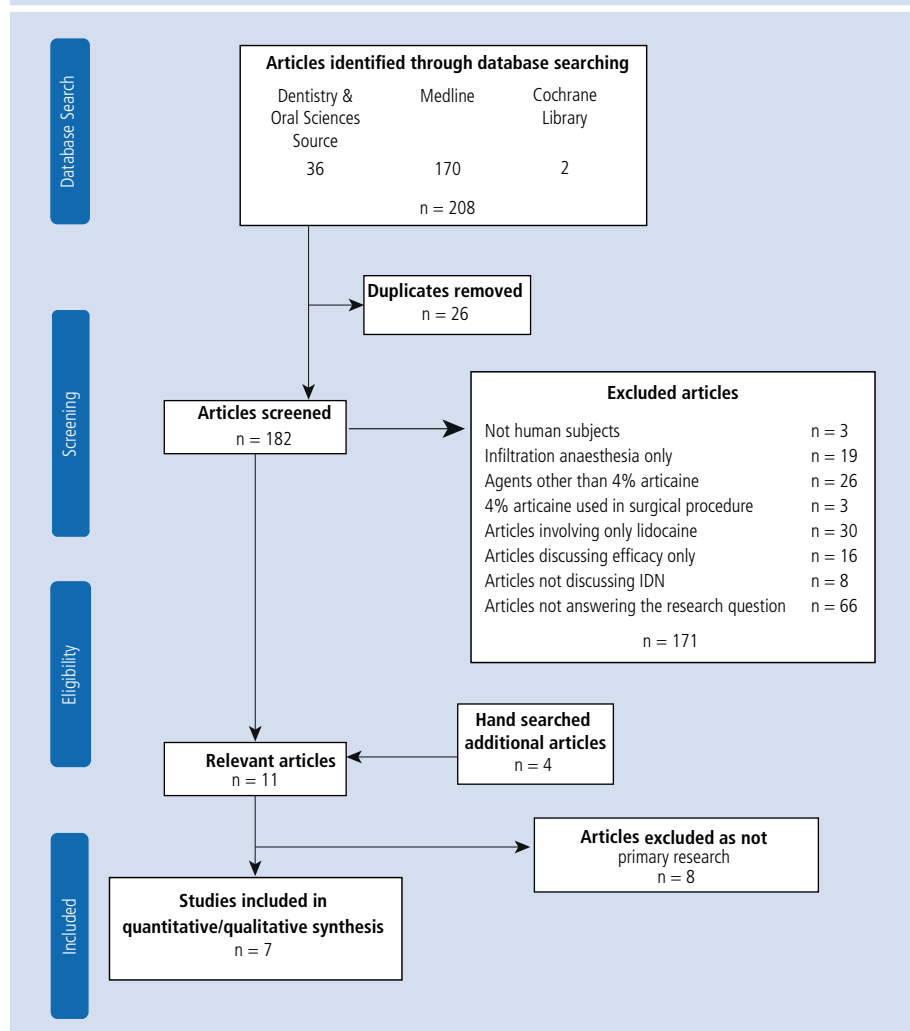 Database Search
Articles identified through database searching
Dentistry & Oral Sciences Source
Medline
Cochrane Library
36 170 2
n = 208
Duplicates removed
n = 26
Screening
Articles screened
n = 182
Excluded articles
Not human subjects n = 3
Infiltration anaesthesia only n = 19
Agents other than 4% articaine n = 26
4% articaine used in surgical procedure n = 3
Articles involving only lidocaine n = 30
Articles discussing efficacy only n = 16
Articles not discussing IDN n = 8
Articles not answering the research question n = 66
n = 171
Eligibility
Hand searched
additional articles
n = 4
Relevant articles
n = 11
Included
Articles excluded as not
primary research
n = 8
Studies included in
quantitative/qualitative synthesis
n = 7